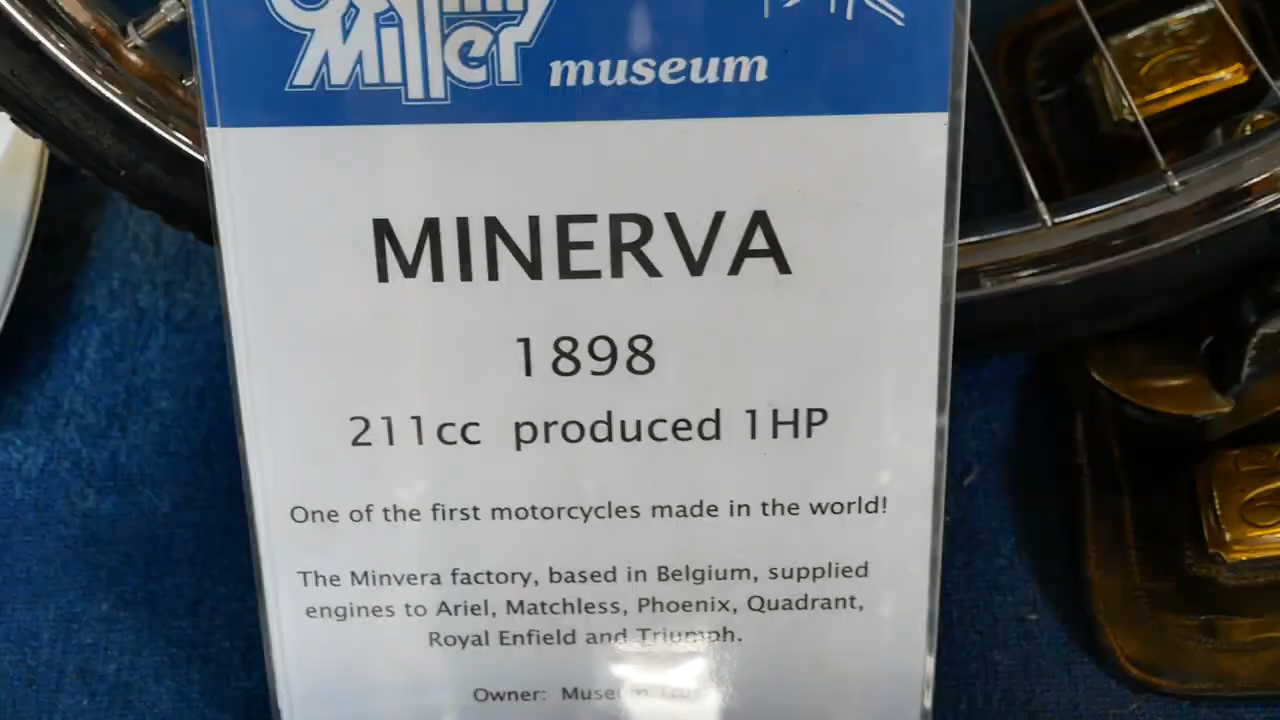 Miller museum
MINERVA
1898
211cc produced 1HP
One of the first motorcycles made in the world!
The Minvera factory, based in Belgium, supplied
engines to Ariel, Matchless, Phoenix, Quadrant,
Royal Enfield and Triumph.
Owner: